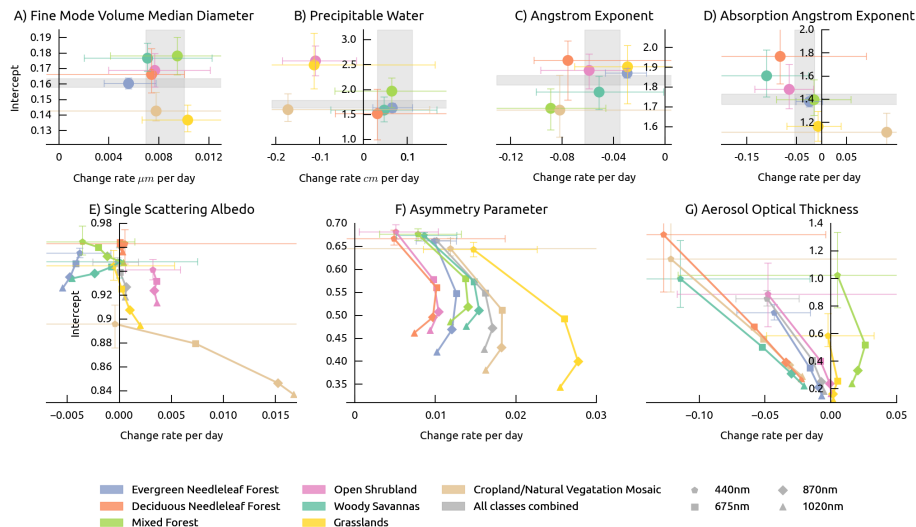 A) Fine Mode Volume Median Diameter
B) Precipitable Water
C) Angstrom Exponent
D) Absorption Angstrom Exponent
0.19
0.18
0.17
0.16
0.15
0.14
0.13
Intercept
0
0.004
0.008
0.012
Change rate μm per day
3.0
2.5
2.0
1.5
1.0
-0.2
-0.1
0
0.1
Change rate cm per day
2.0
1.9
1.8
1.7
1.6
-0.12
-0.08
-0.04
0
Change rate per day
2.0
1.8
1.6
1.4
1.2
-0.15
-0.05
0
0.05
Change rate per day
E) Single Scattering Albedo
F) Asymmetry Parameter
G) Aerosol Optical Thickness
0.98
0.96
0.92
0.9
0.88
0.86
0.84
Intercept
-0.005
0.000
0.005
0.010
0.015
Change rate per day
0.70
0.65
0.60
0.55
0.50
0.45
0.40
0.35
0
0.01
0.02
0.03
Change rate per day
1.4
1.2
1.0
0.8
0.6
0.4
0.2
-0.10
-0.05
0.00
0.05
Change rate per day
Evergreen Needleleaf Forest
Deciduous Needleleaf Forest
Mixed Forest
Open Shrubland
Woody Savannas
Grasslands
Cropland/Natural Vegatation Mosaic
All classes combined
440nm
675nm
870nm
1020nm